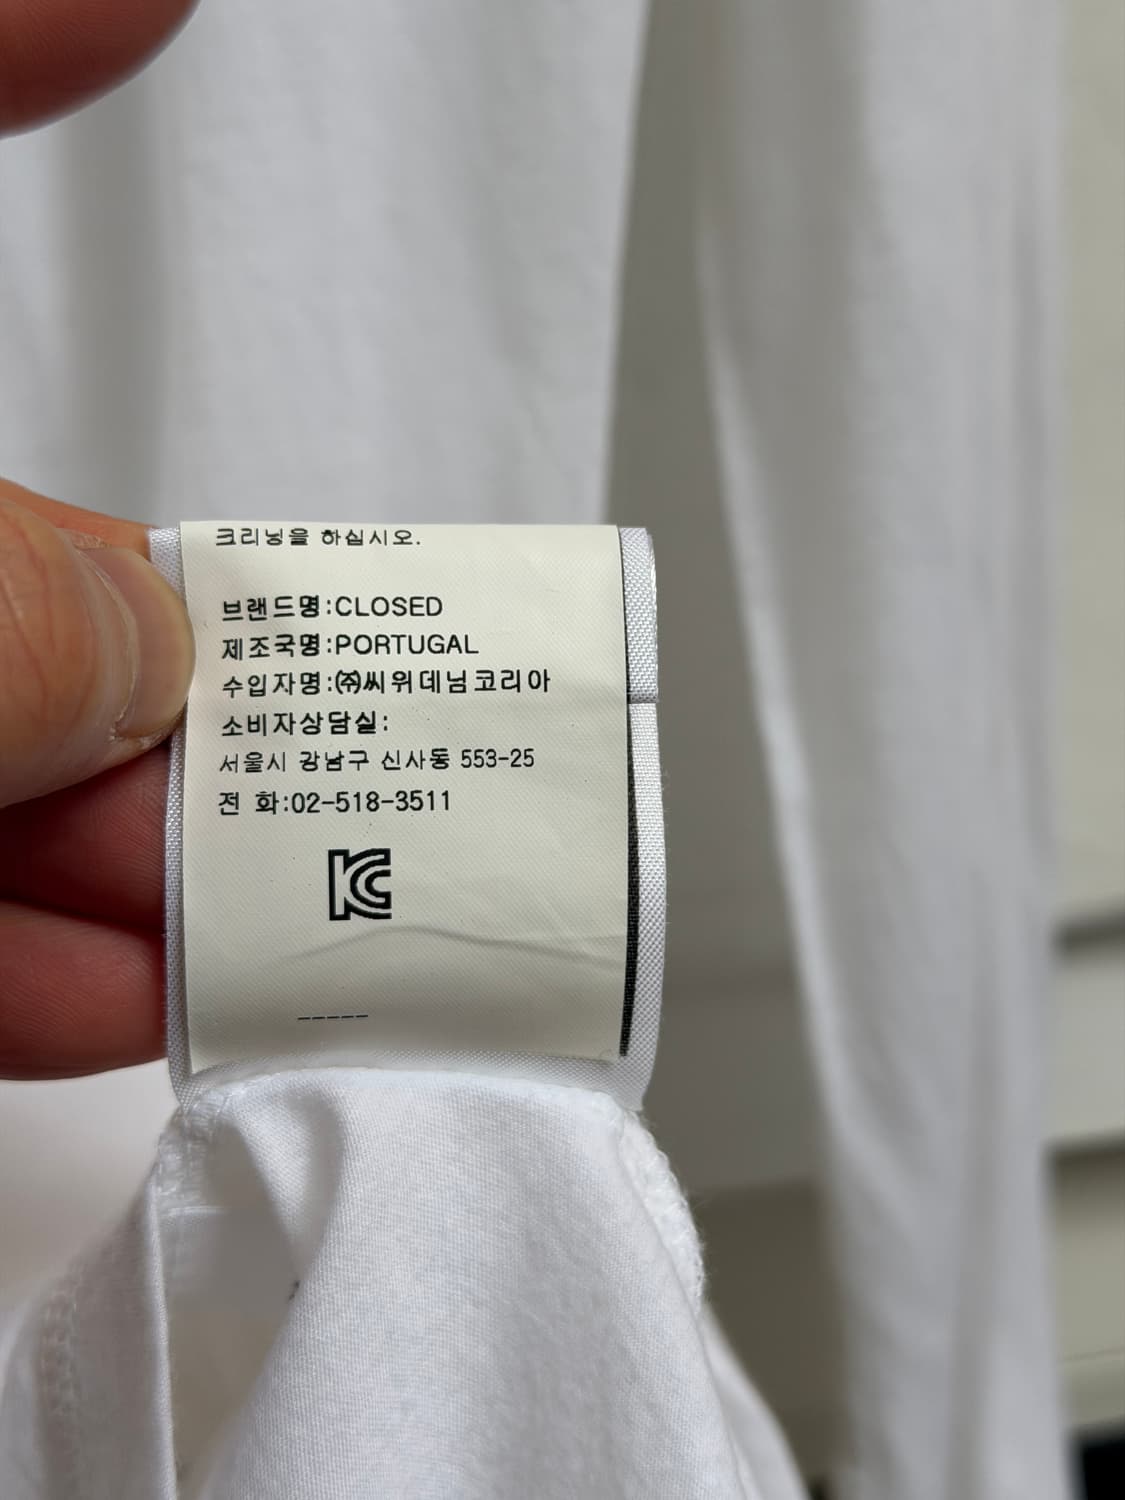 크리닝을 하십시오.
브랜드명:CLOSED
제조국명:PORTUGAL
수입자명:㈜씨위데님코리아
소비자상담실:
서울시 강남구 신사동 553-25
전 화:02-518-3511
KC
-----